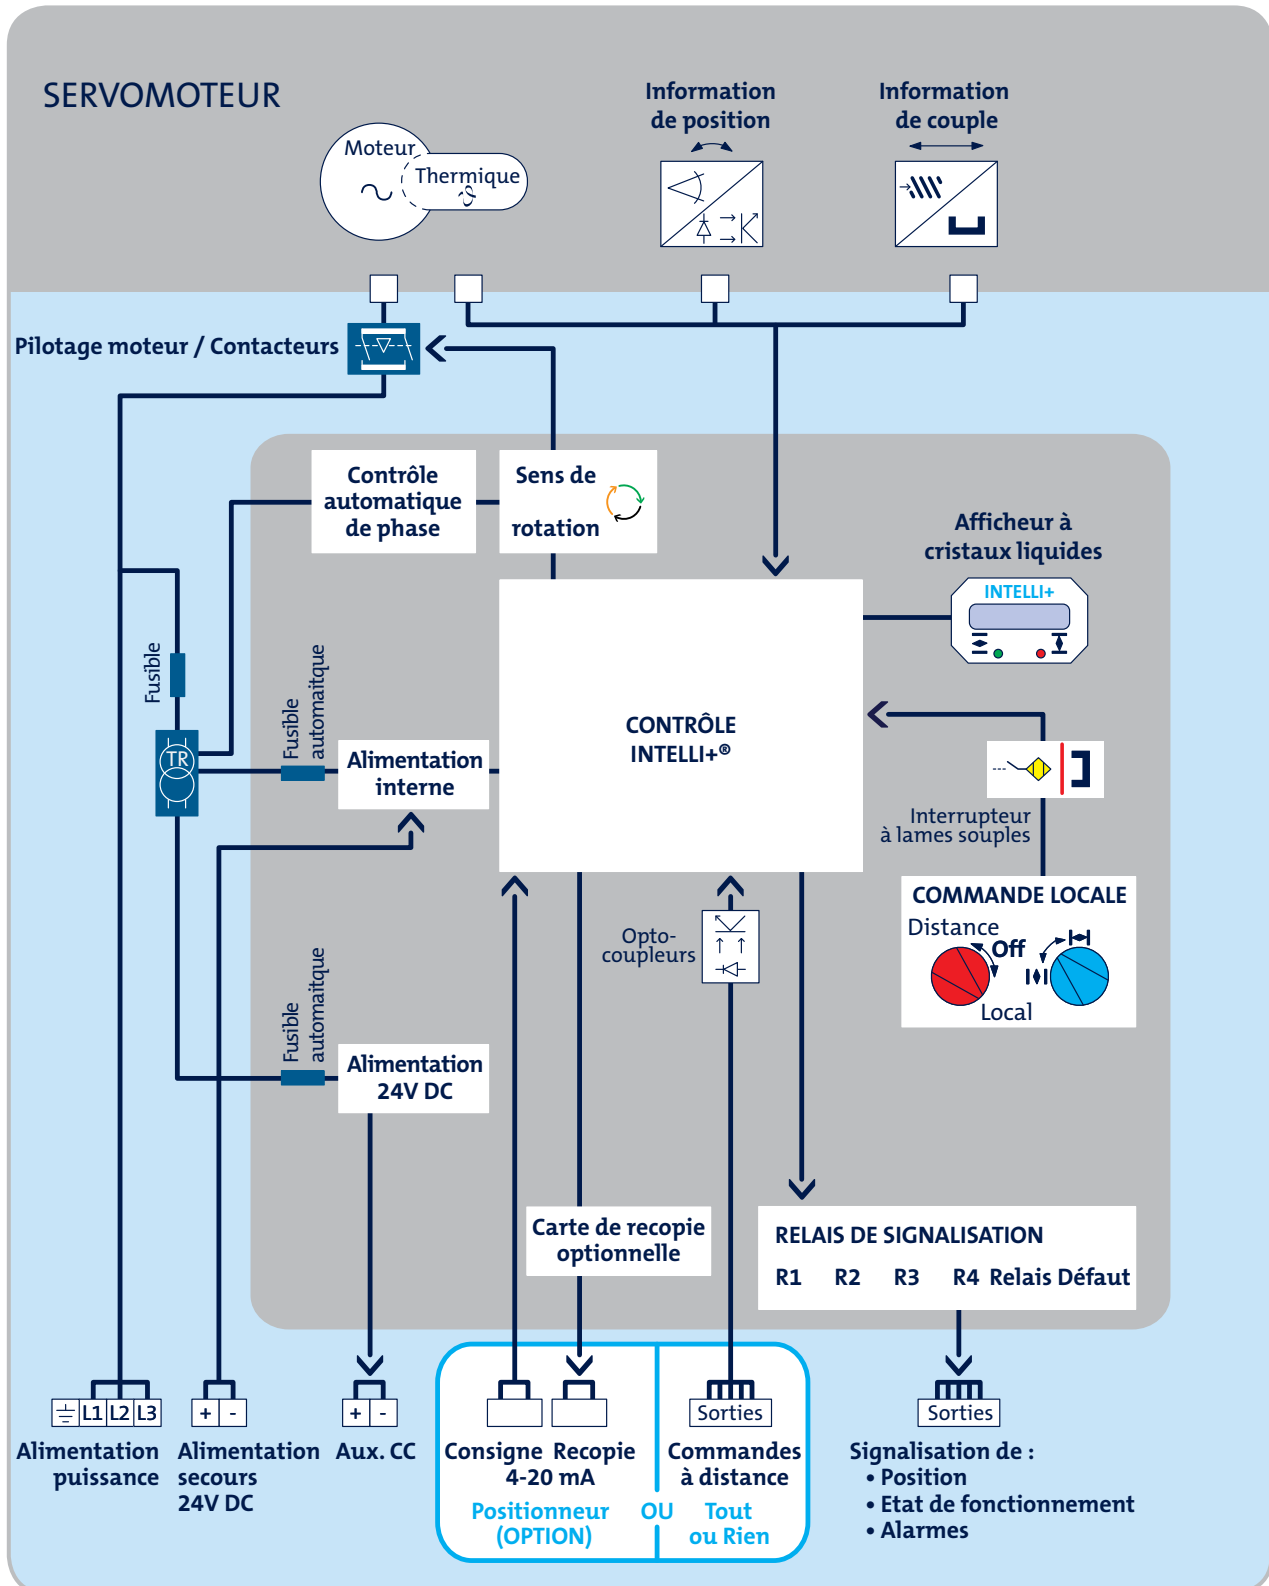 SERVOMOTEUR
Information
de position
Information
de couple
Moteur
Thermique
Pilotage moteur / Contacteurs
Contrôle
automatique
de phase
Sens de
rotation
Afficheur à
cristaux liquides
INTELLI+
Fusible
Fusible
automaitque
TR
Alimentation
interne
CONTRÔLE
INTELLI+®
Interrupteur
à lames souples
COMMANDE LOCALE
Distance
Off
Local
Opto-
coupleurs
Fusible
automaitque
Alimentation
24V DC
Carte de recopie
optionnelle
RELAIS DE SIGNALISATION
R1 R2 R3 R4 Relais Défaut
L1 L2 L3
+ -
+ -
Sorties
Sorties
Alimentation
puissance
Alimentation
secours
24V DC
Aux. CC
Consigne Recopie
4-20 mA
Positionneur
(OPTION)
OU
Commandes
à distance
Tout
ou Rien
Signalisation de :
• Position
• Etat de fonctionnement
• Alarmes